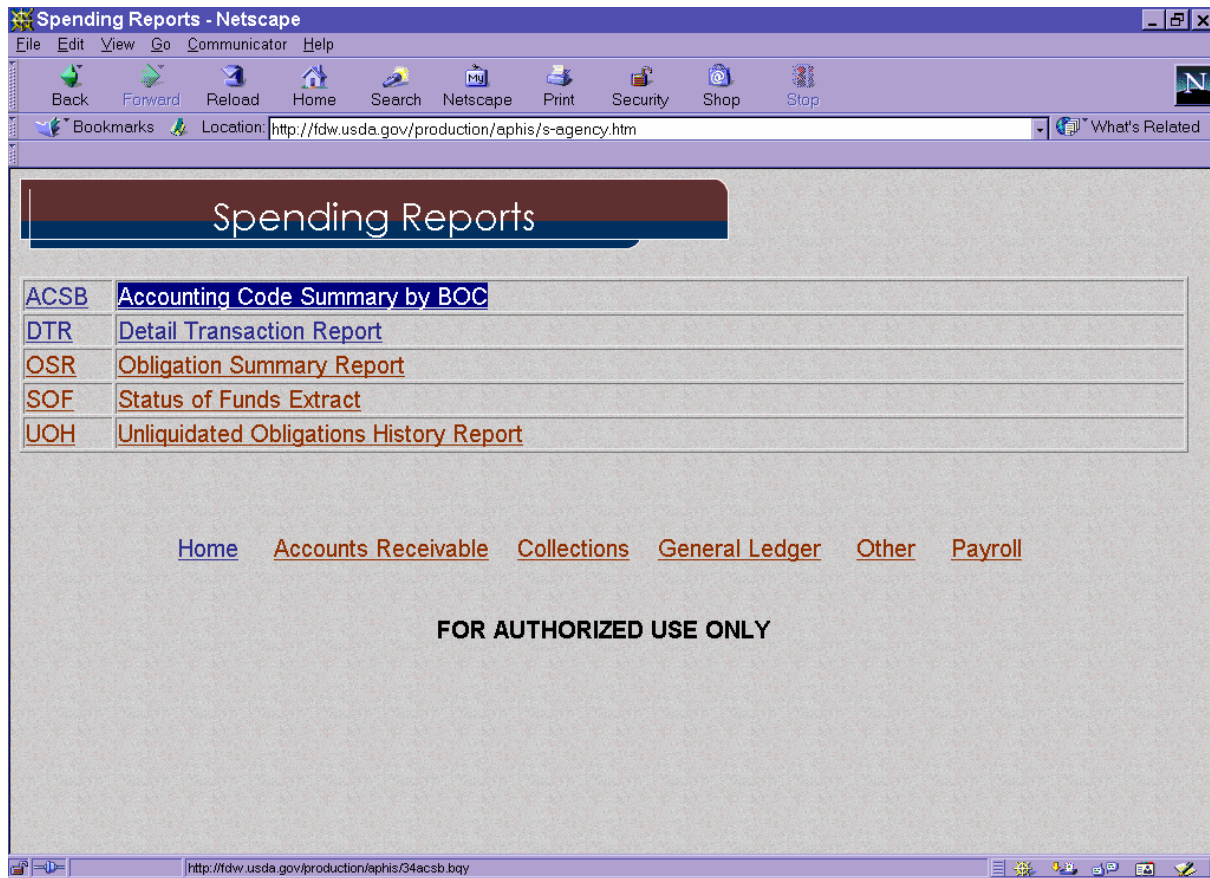 Spending Reports - Netscape
File Edit View Go Communicator Help
Back Forward Reload Home Search Netscape Print Security Shop Stop
My
N
Bookmarks Location: http://fdw.usda.gov/production/aphis/s-agency.htm What's Related
Spending Reports
ACSB Accounting Code Summary by BOC
DTR Detail Transaction Report
OSR Obligation Summary Report
SOF Status of Funds Extract
UOH Unliquidated Obligations History Report
Home Accounts Receivable Collections General Ledger Other Payroll
FOR AUTHORIZED USE ONLY
http://fdw.usda.gov/production/aphis/34acsb.bqy